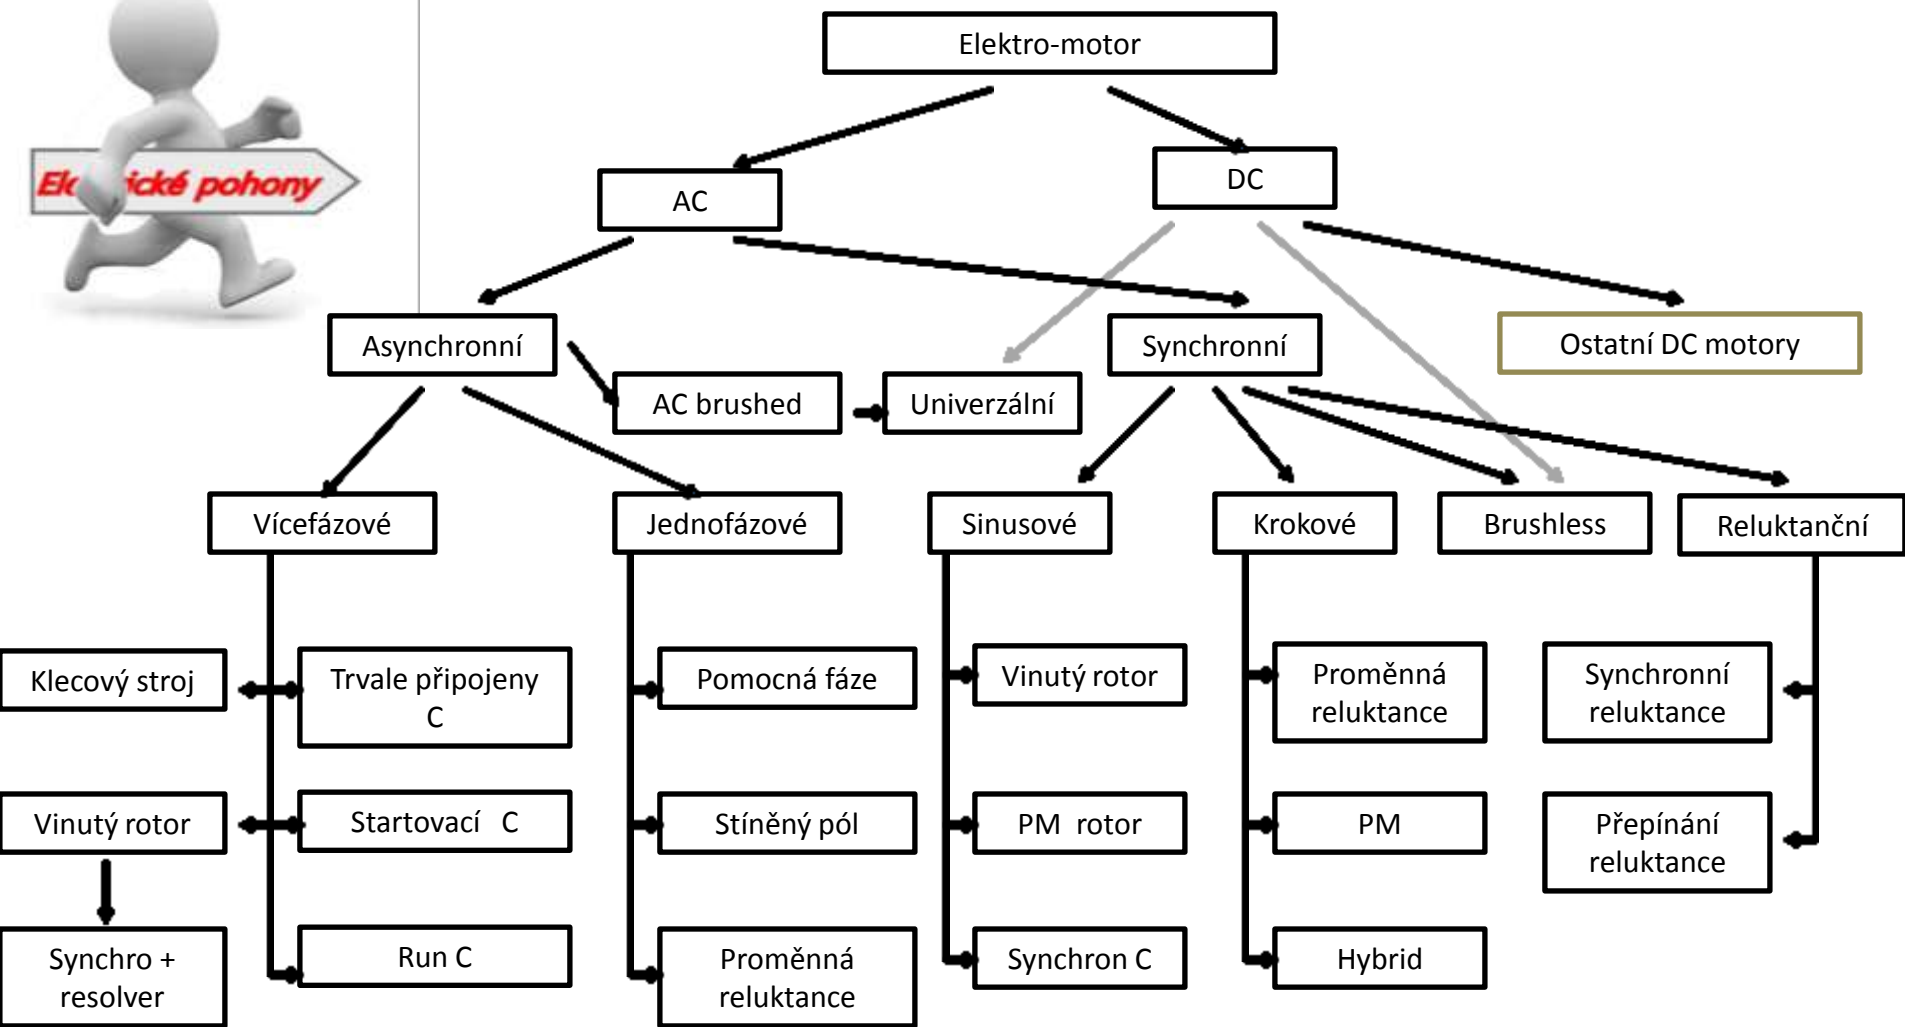 Elektro-motor
Elektrické pohony
AC
DC
Asynchronní
Synchronní
Ostatní DC motory
AC brushed
Univerzální
Vícefázové
Jednofázové
Sinusové
Krokové
Brushless
Reluktanční
Klecový stroj
Trvale připojeny
C
Pomocná fáze
Vinutý rotor
Proměnná
reluktance
Synchronní
reluktance
Vinutý rotor
Startovací C
Stíněný pól
PM rotor
PM
Přepínání
reluktance
Synchro +
resolver
Run C
Proměnná
reluktance
Synchron C
Hybrid